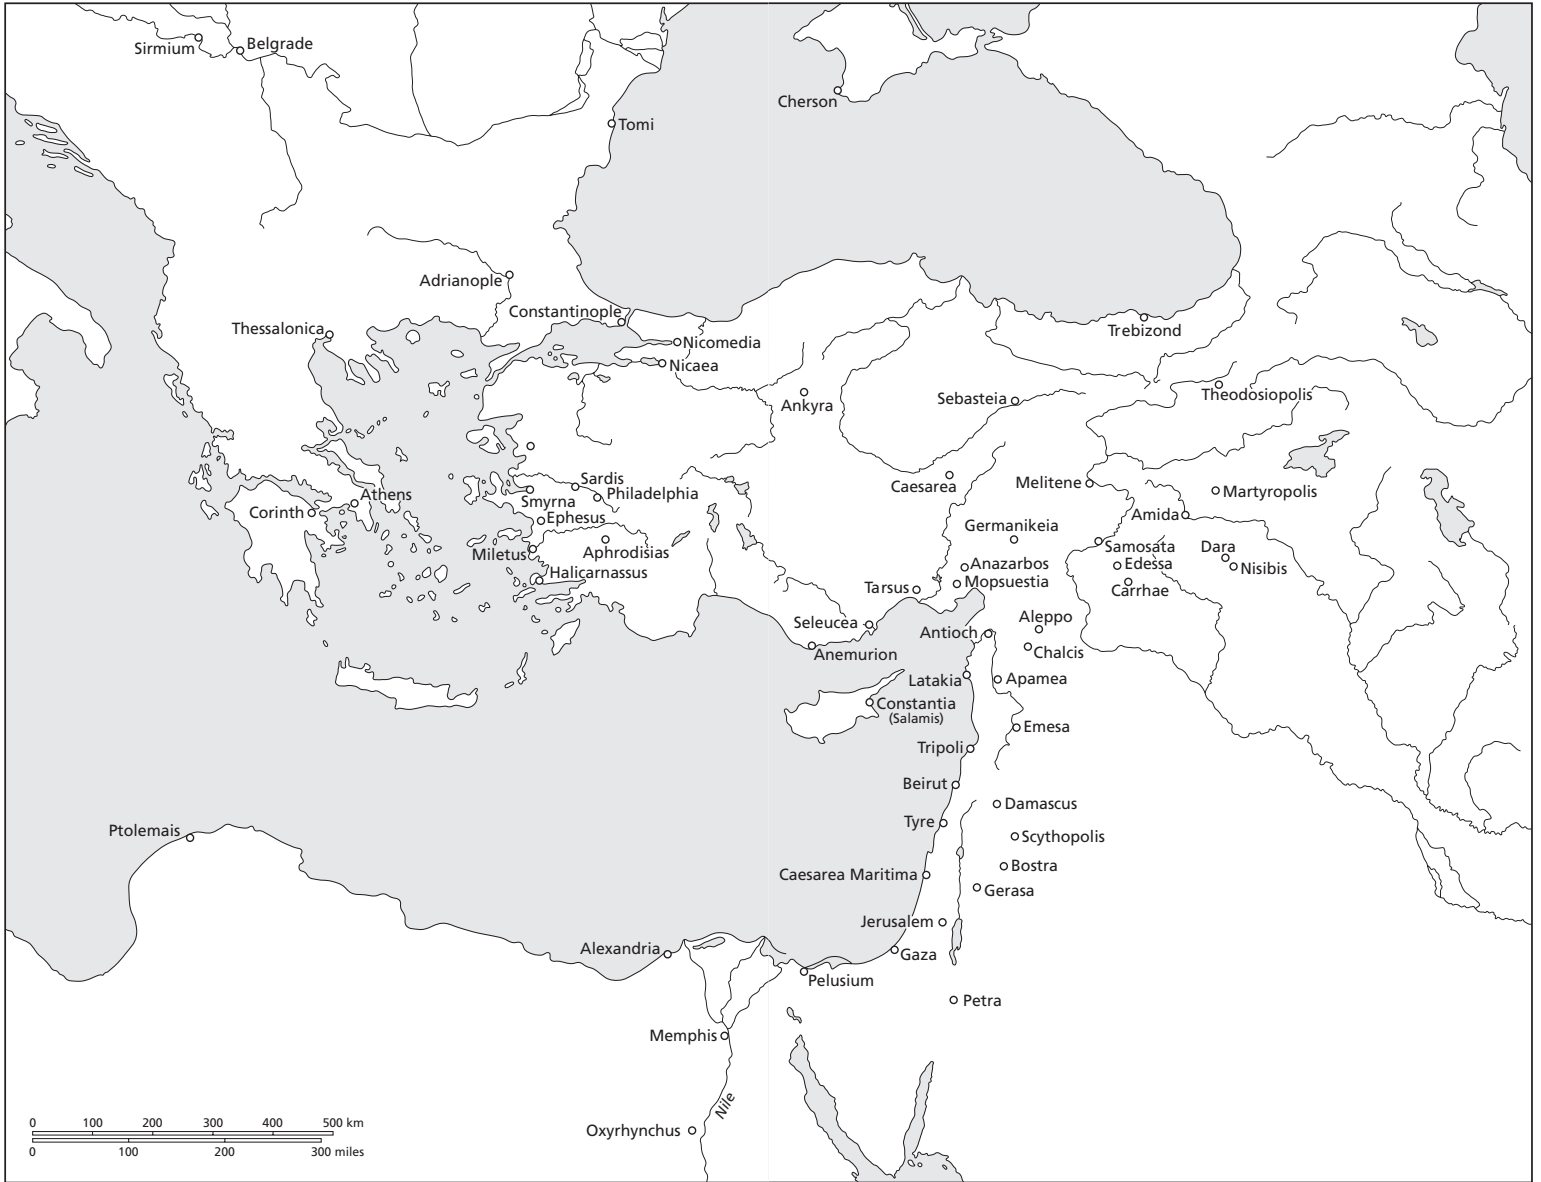 Sirmium
Belgrade
Cherson
Tomi
Adrianople
Constantinople
Thessalonica
Nicomedia
Nicaea
Trebizond
Ankyra
Sebasteia
Theodosiopolis
Caesarea
Melitene
Martyropolis
Sardis
Smyrna
Philadelphia
Athens
Corinth
Ephesus
Amida
Germanikeia
Miletus
Aphrodisias
Samosata
Dara
Edessa
Nisibis
Anazarbos
Halicarnassus
Mopsuestia
Tarsus
Carrhae
Seleucea
Aleppo
Antioch
Anemurion
Chalcis
Latakia
Apamea
Constantia
(Salamis)
Emesa
Tripoli
Beirut
Damascus
Tyre
Ptolemais
Scythopolis
Bostra
Caesarea Maritima
Gerasa
Jerusalem
Alexandria
Gaza
Pelusium
Petra
Memphis
Nile
Oxyrhynchus
0 100 200 300 400 500 km
0 100 200 300 miles